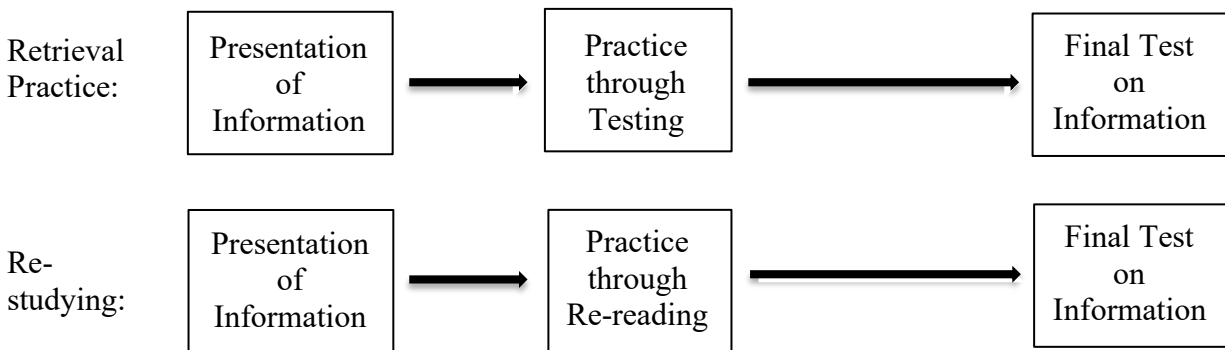 Retrieval
Practice:
Presentation
of
Information
Practice
through
Testing
Final Test
on
Information
Re-
studying:
Presentation
of
Information
Practice
through
Re-reading
Final Test
on
Information